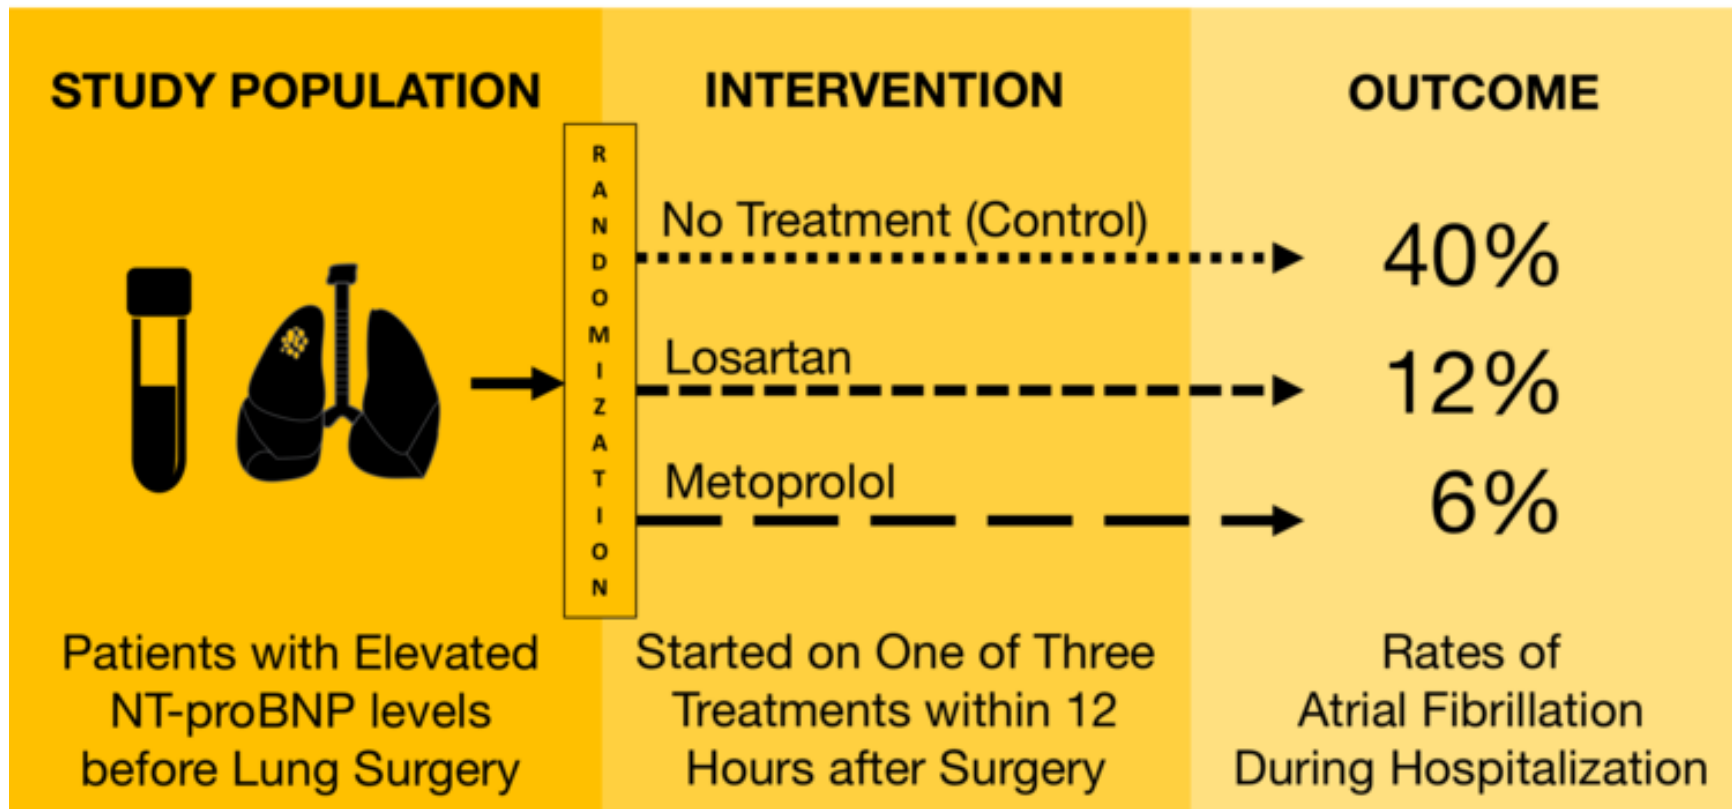 STUDY POPULATION
INTERVENTION
OUTCOME
RANDOMIZATION
No Treatment (Control)
40%
Losartan
12%
Metoprolol
6%
Patients with Elevated
NT-proBNP levels
before Lung Surgery
Started on One of Three
Treatments within 12
Hours after Surgery
Rates of
Atrial Fibrillation
During Hospitalization